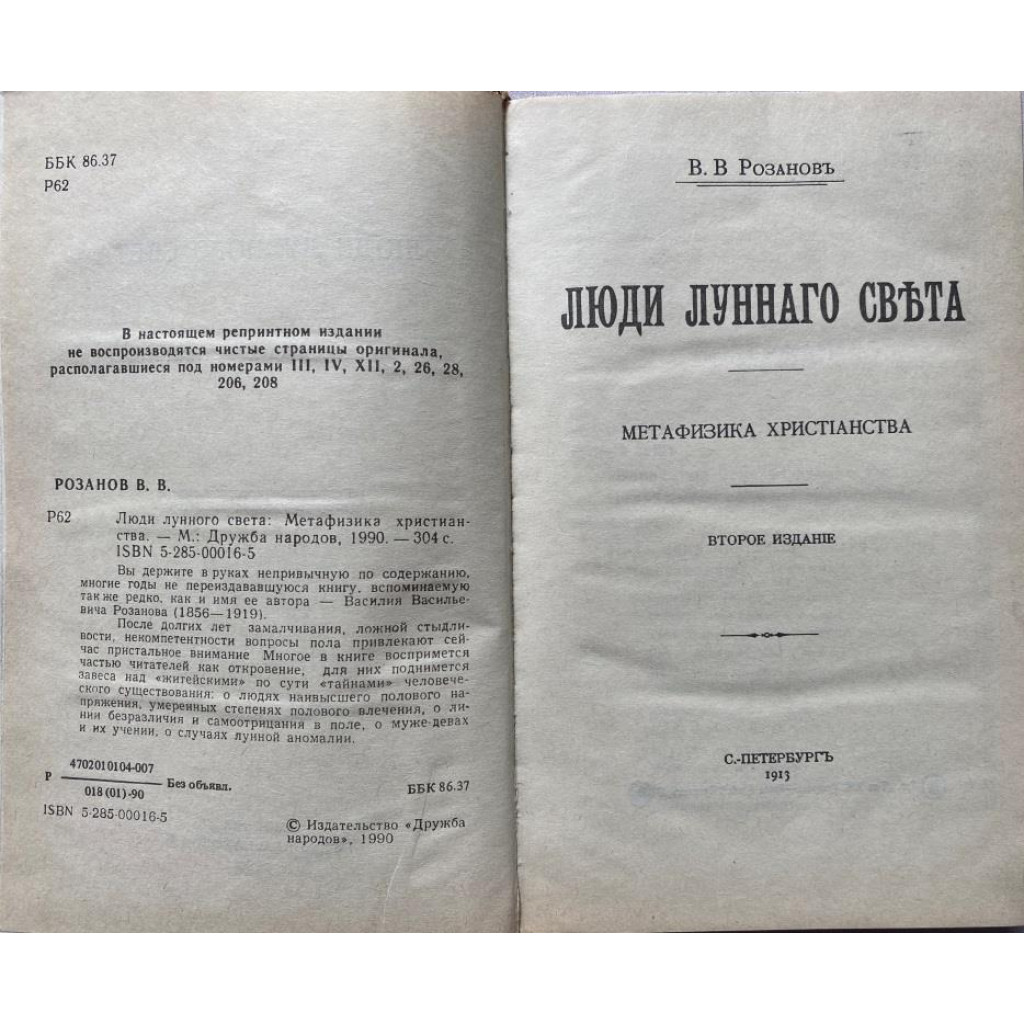 ББК 86.37
Р62
В настоящем репринтном издании
не воспроизводятся чистые страницы оригинала,
располагавшиеся под номерами III, IV, XII, 2, 26, 28,
206, 208
РОЗАНОВ В. В.
Р62 Люди лунного света: Метафизика христиан-
ства. — М.: Дружба народов, 1990. — 304 с.
ISBN 5-285-00016-5
Вы держите в руках непривычную по содержанию,
многие годы не переиздававшуюся книгу, вспоминаемую
так же редко, как и имя ее автора — Василия Василье-
вича Розанова (1856—1919).
После долгих лет замалчивания, ложной стыдли-
вости, некомпетентности вопросы пола привлекают сей-
час пристальное внимание Многое в книге воспримется
частью читателей как откровение, для них поднимется
завеса над «житейскими» по сути «тайнами» человече-
ского существования: о людях наивысшего полового на-
пряжения, умеренных степенях полового влечения, о ли-
нии безразличия и самоотрицания в поле, о муже-девах
и их учении, о случаях лунной аномалии.
Р 4702010104-007 Без объявл.
018 (01)-90
ББК 86.37
ISBN 5-285-00016-5
© Издательство «Дружба
народов», 1990
В. В РОЗАНОВЪ
ЛЮДИ ЛУННАГО СВѢТА
МЕТАФИЗИКА ХРИСТІАНСТВА
ВТОРОЕ ИЗДАНІЕ
С.-ПЕТЕРБУРГЪ
1913